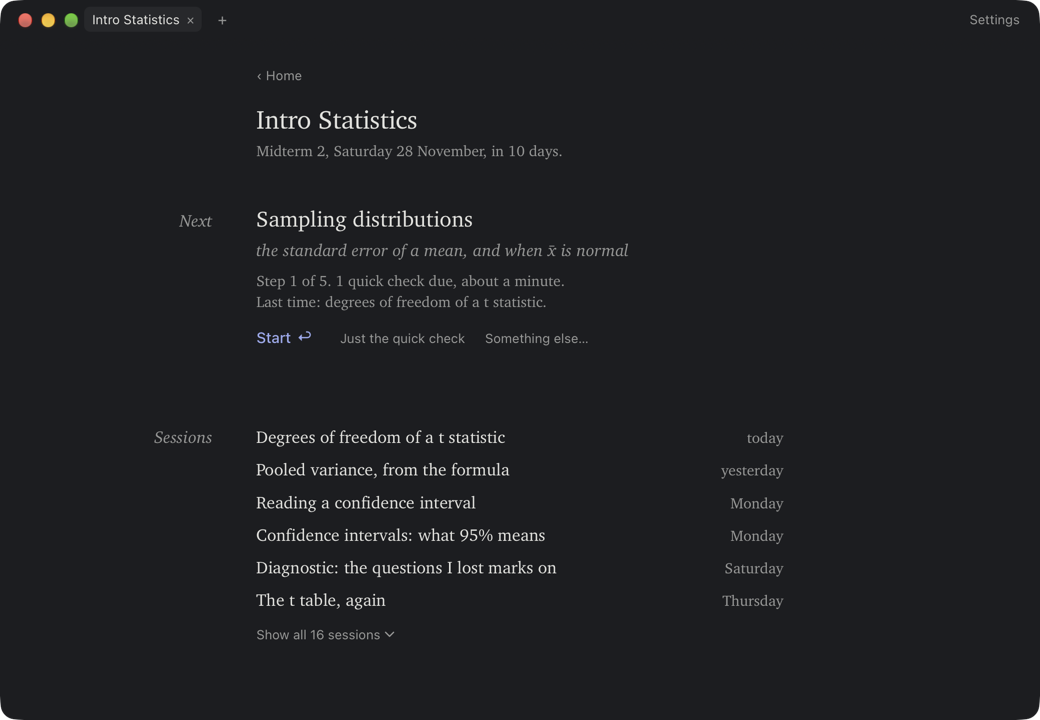 Intro Statistics × +
Settings
‹ Home
Intro Statistics
Midterm 2, Saturday 28 November, in 10 days.
Next
Sampling distributions
the standard error of a mean, and when x̄ is normal
Step 1 of 5. 1 quick check due, about a minute.
Last time: degrees of freedom of a t statistic.
Start ↩ Just the quick check Something else…
Sessions
Degrees of freedom of a t statistic today
Pooled variance, from the formula yesterday
Reading a confidence interval Monday
Confidence intervals: what 95% means Monday
Diagnostic: the questions I lost marks on Saturday
The t table, again Thursday
Show all 16 sessions